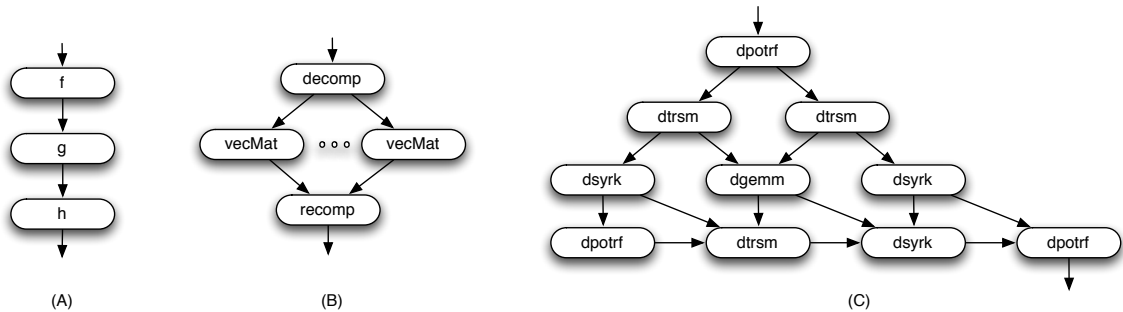 f
g
h
(A)
decomp
vecMat
vecMat
recomp
(B)
dpotrf
dtrsm
dtrsm
dsyrk
dgemm
dsyrk
dpotrf
dtrsm
dsyrk
dpotrf
(C)